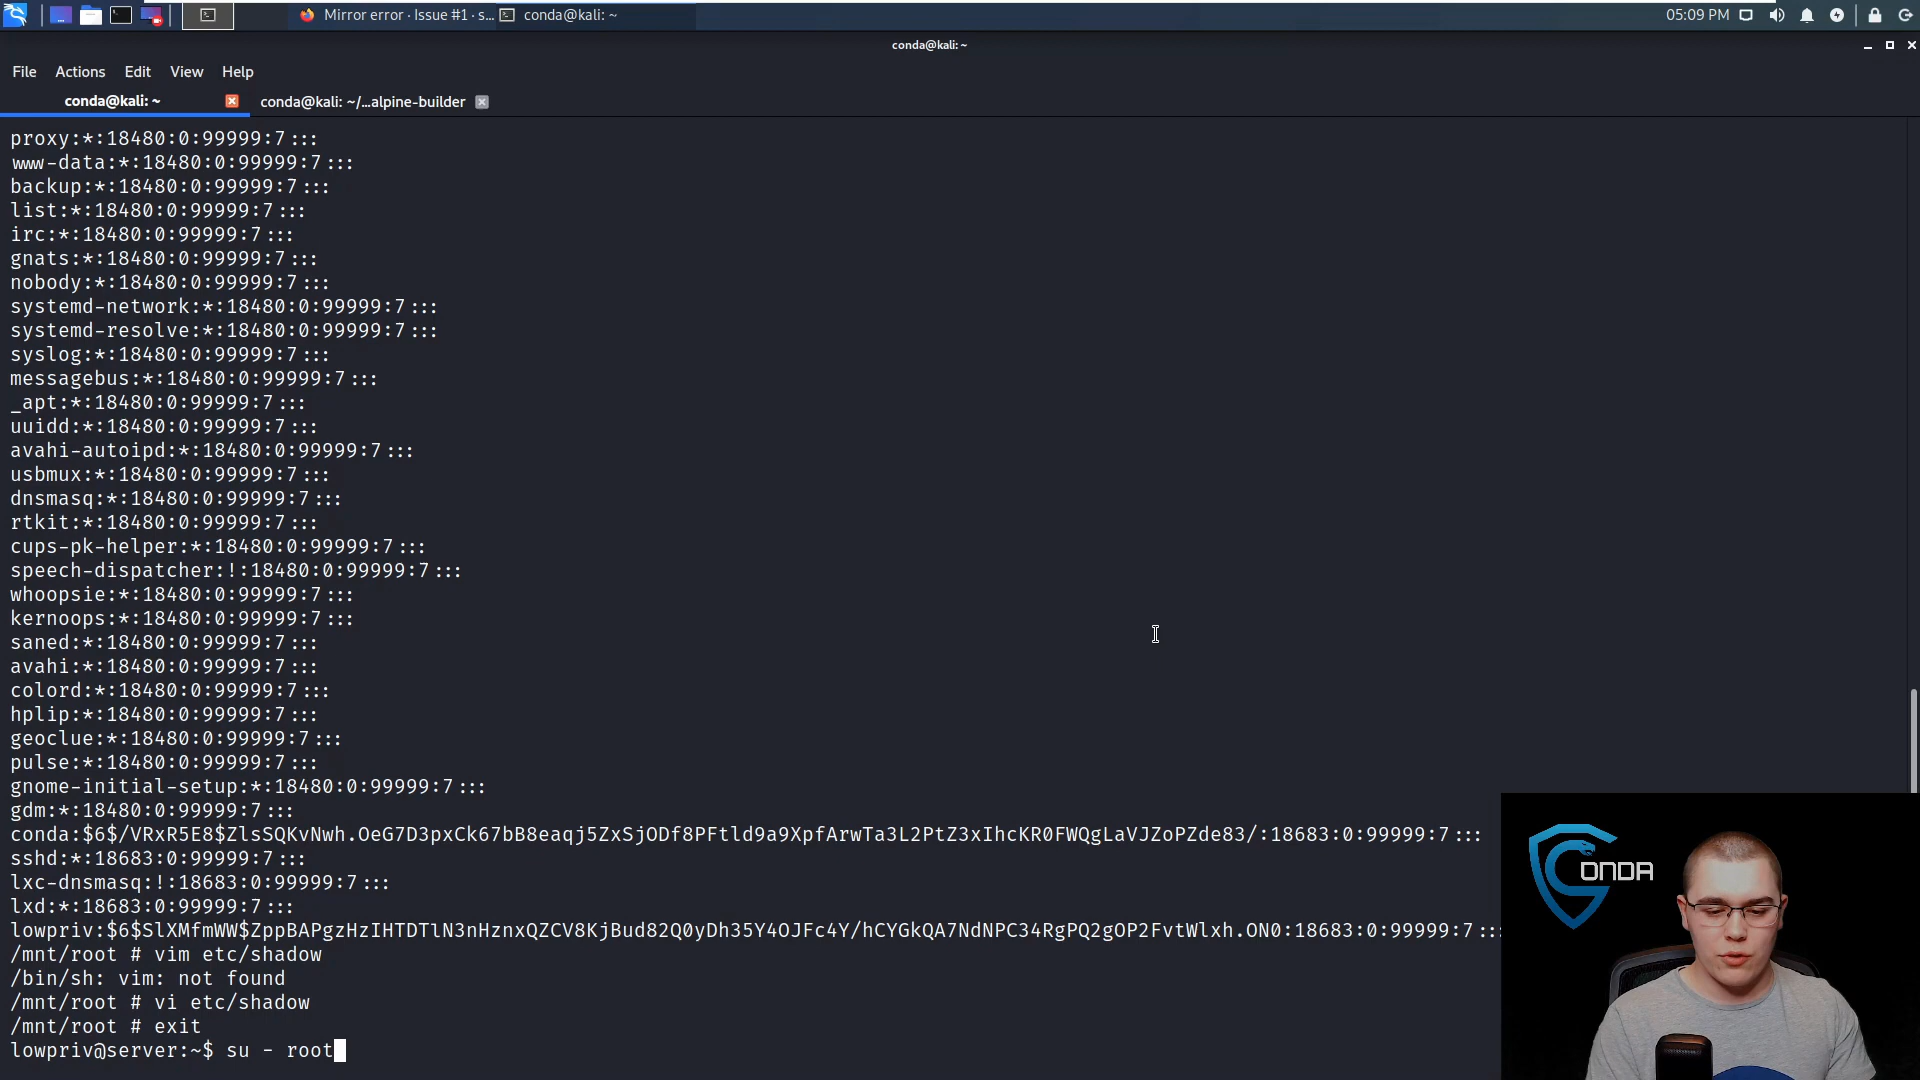 Mirror error · Issue #1 · s...
conda@kali: ~
05:09 PM
conda@kali: ~
File Actions Edit View Help
conda@kali: ~
conda@kali: ~/...alpine-builder
proxy:*:18480:0:99999:7:::
www-data:*:18480:0:99999:7:::
backup:*:18480:0:99999:7:::
list:*:18480:0:99999:7:::
irc:*:18480:0:99999:7:::
gnats:*:18480:0:99999:7:::
nobody:*:18480:0:99999:7:::
systemd-network:*:18480:0:99999:7:::
systemd-resolve:*:18480:0:99999:7:::
syslog:*:18480:0:99999:7:::
messagebus:*:18480:0:99999:7:::
_apt:*:18480:0:99999:7:::
uuidd:*:18480:0:99999:7:::
avahi-autoipd:*:18480:0:99999:7:::
usbmux:*:18480:0:99999:7:::
dnsmasq:*:18480:0:99999:7:::
rtkit:*:18480:0:99999:7:::
cups-pk-helper:*:18480:0:99999:7:::
speech-dispatcher:!:18480:0:99999:7:::
whoopsie:*:18480:0:99999:7:::
kernoops:*:18480:0:99999:7:::
saned:*:18480:0:99999:7:::
avahi:*:18480:0:99999:7:::
colord:*:18480:0:99999:7:::
hplip:*:18480:0:99999:7:::
geoclue:*:18480:0:99999:7:::
pulse:*:18480:0:99999:7:::
gnome-initial-setup:*:18480:0:99999:7:::
gdm:*:18480:0:99999:7:::
conda:$6$/VRxR5E8$ZlsSQKvNwh.OeG7D3pxCk67bB8eaqj5ZxSjODf8PFtld9a9XpfArwTa3L2PtZ3xIhcKR0FWQgLaVJZoPZde83/:18683:0:99999:7:::
sshd:*:18683:0:99999:7:::
lxc-dnsmasq:!:18683:0:99999:7:::
lxd:*:18683:0:99999:7:::
lowpriv:$6$SlXMfmWW$ZppBAPgzHzIHTDTlN3nHznxQZCV8KjBud82Q0yDh35Y4OJFc4Y/hCYGkQA7NdNPC34RgPQ2gOP2FvtWlxh.ON0:18683:0:99999:7:::
/mnt/root # vim etc/shadow
/bin/sh: vim: not found
/mnt/root # vi etc/shadow
/mnt/root # exit
lowpriv@server:~$ su - root
CONDA